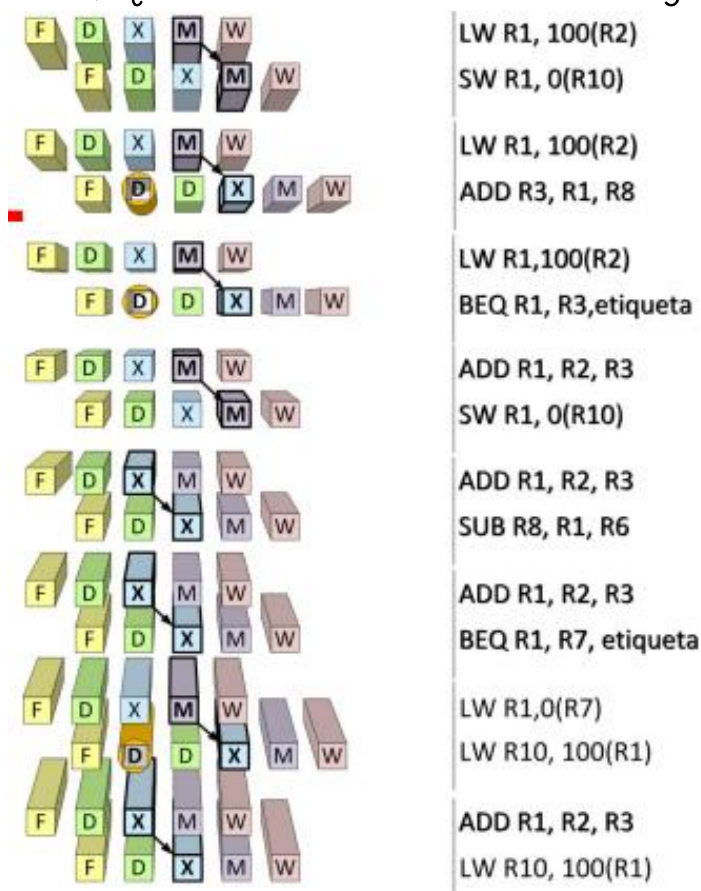 F D X M W LW R1, 100(R2)
F D X M W SW R1, 0(R10)
F D X M W LW R1, 100(R2)
F D D X M W ADD R3, R1, R8
F D X M W LW R1,100(R2)
F D D X M W BEQ R1, R3,etiqueta
F D X M W ADD R1, R2, R3
F D X M W SW R1, 0(R10)
F D X M W ADD R1, R2, R3
F D X M W SUB R8, R1, R6
F D X M W ADD R1, R2, R3
F D X M W BEQ R1, R7, etiqueta
F D X M W LW R1,0(R7)
F D D X M W LW R10, 100(R1)
F D X M W ADD R1, R2, R3
F D X M W LW R10, 100(R1)